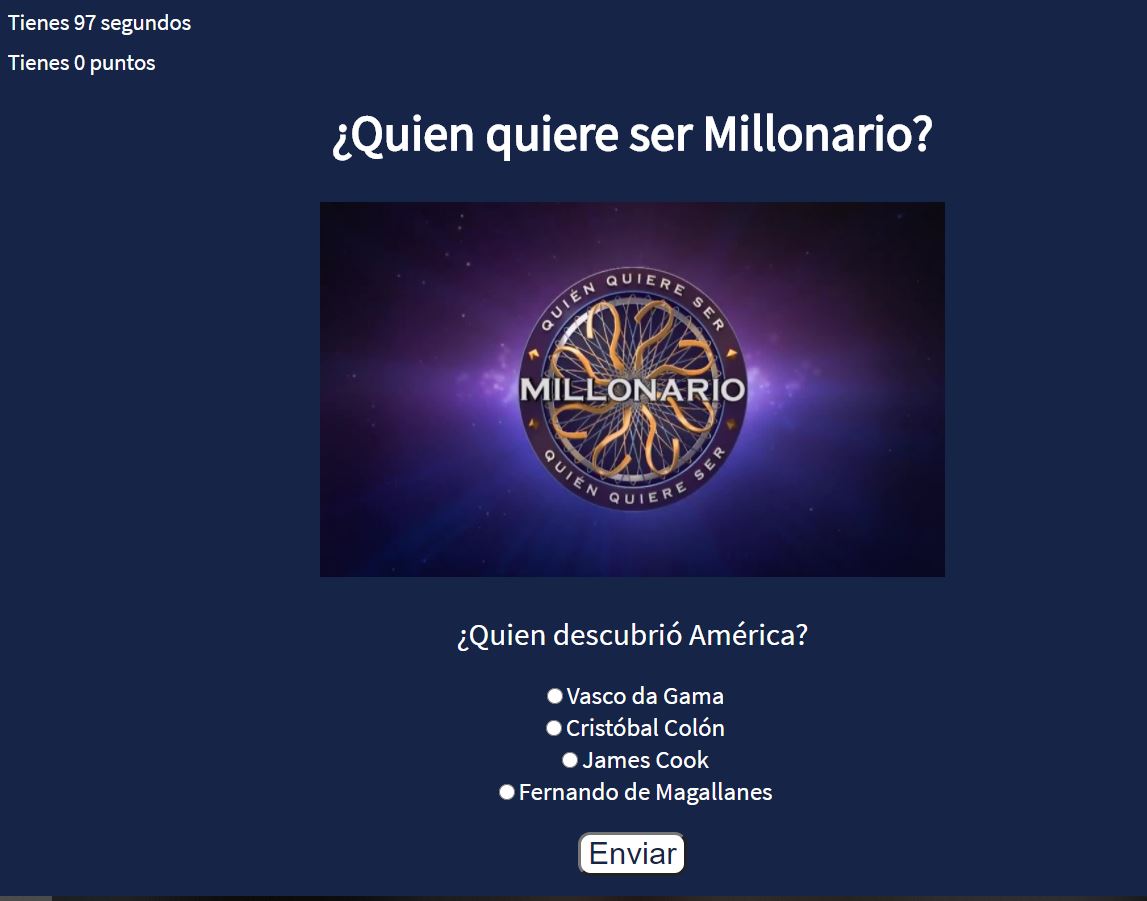 Tienes 97 segundos
Tienes 0 puntos
¿Quien quiere ser Millonario?
QUIÉN QUIERE SER
MILLONARIO
QUIÉN QUIERE SER
¿Quien descubrió América?
Vasco da Gama
Cristóbal Colón
James Cook
Fernando de Magallanes
Enviar